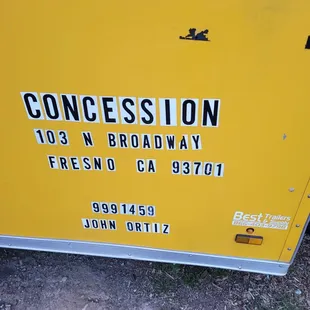 CONCESSION
103 N BROADWAY
FRESNO CA 93701
9991459
JOHN ORTIZ
Best Trailers